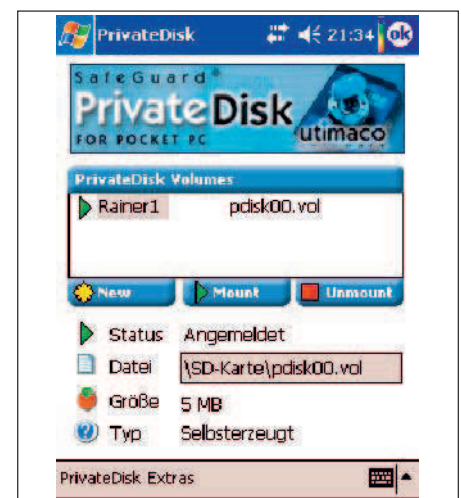 PrivateDisk 21:34 ok
SafeGuard®
PrivateDisk
FOR POCKET PC
utimaco
PrivateDisk Volumes
Rainer1 pdisk00.vol
New Mount Unmount
Status Angemeldet
Datei \SD-Karte\pdisk00.vol
Größe 5 MB
Typ Selbsterzeugt
PrivateDisk Extras